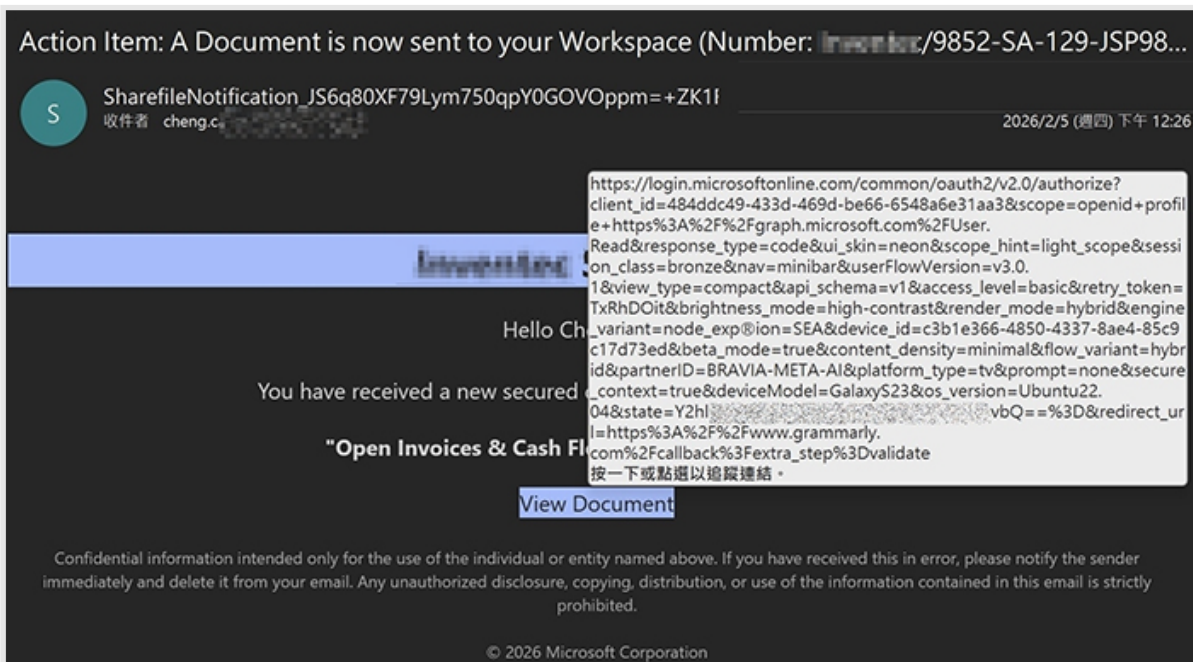 Action Item: A Document is now sent to your Workspace (Number: /9852-SA-129-JSP98...
S
SharefileNotification_JS6q80XF79Lym750qpY0GOVOppm=+ZK1F
收件者 cheng.c
2026/2/5 (週四) 下午 12:26
https://login.microsoftonline.com/common/oauth2/v2.0/authorize?
client_id=484ddc49-433d-469d-be66-6548a6e31aa3&scope=openid+profil
e+https%3A%2F%2Fgraph.microsoft.com%2FUser.
Read&response_type=code&ui_skin=neon&scope_hint=light_scope&sessi
on_class=bronze&nav=minibar&userFlowVersion=v3.0.
1&view_type=compact&api_schema=v1&access_level=basic&retry_token=
TxRhDOit&brightness_mode=high-contrast&render_mode=hybrid&engine
_variant=node_exp®ion=SEA&device_id=c3b1e366-4850-4337-8ae4-85c9
c17d73ed&beta_mode=true&content_density=minimal&flow_variant=hybr
id&partnerID=BRAVIA-META-AI&platform_type=tv&prompt=none&secure
_context=true&deviceModel=GalaxyS23&os_version=Ubuntu22.
04&state=Y2hl vbQ==%3D&redirect_ur
l=https%3A%2F%2Fwww.grammarly.
com%2Fcallback%3Fextra_step%3Dvalidate
按一下或點選以追蹤連結。
Hello Ch
You have received a new secured
"Open Invoices & Cash Fl
View Document
Confidential information intended only for the use of the individual or entity named above. If you have received this in error, please notify the sender
immediately and delete it from your email. Any unauthorized disclosure, copying, distribution, or use of the information contained in this email is strictly
prohibited.
© 2026 Microsoft Corporation